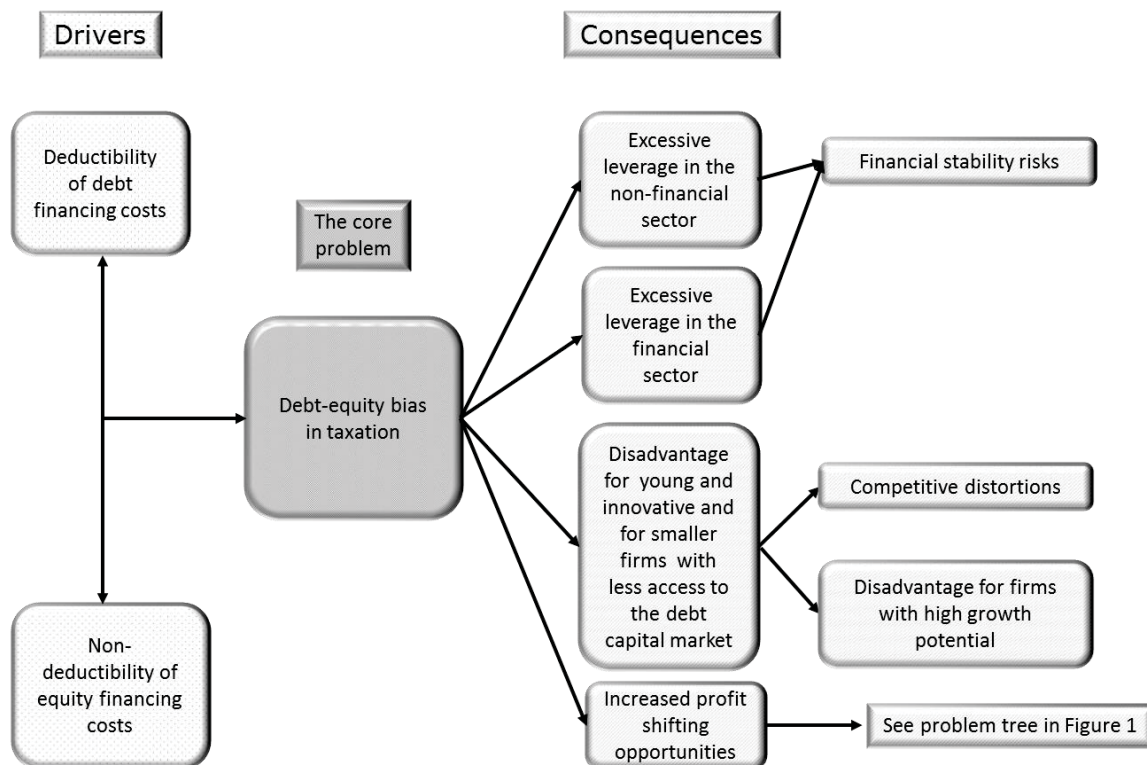 Drivers
Consequences
Deductibility
of debt
financing costs
The core
problem
Debt-equity bias
in taxation
Non-
deductibility of
equity financing
costs
Excessive
leverage in the
non-financial
sector
Financial stability risks
Excessive
leverage in the
financial
sector
Disadvantage
for young and
innovative and
for smaller
firms with
less access to
the debt
capital market
Competitive distortions
Disadvantage for firms
with high growth
potential
Increased profit
shifting
opportunities
See problem tree in Figure 1